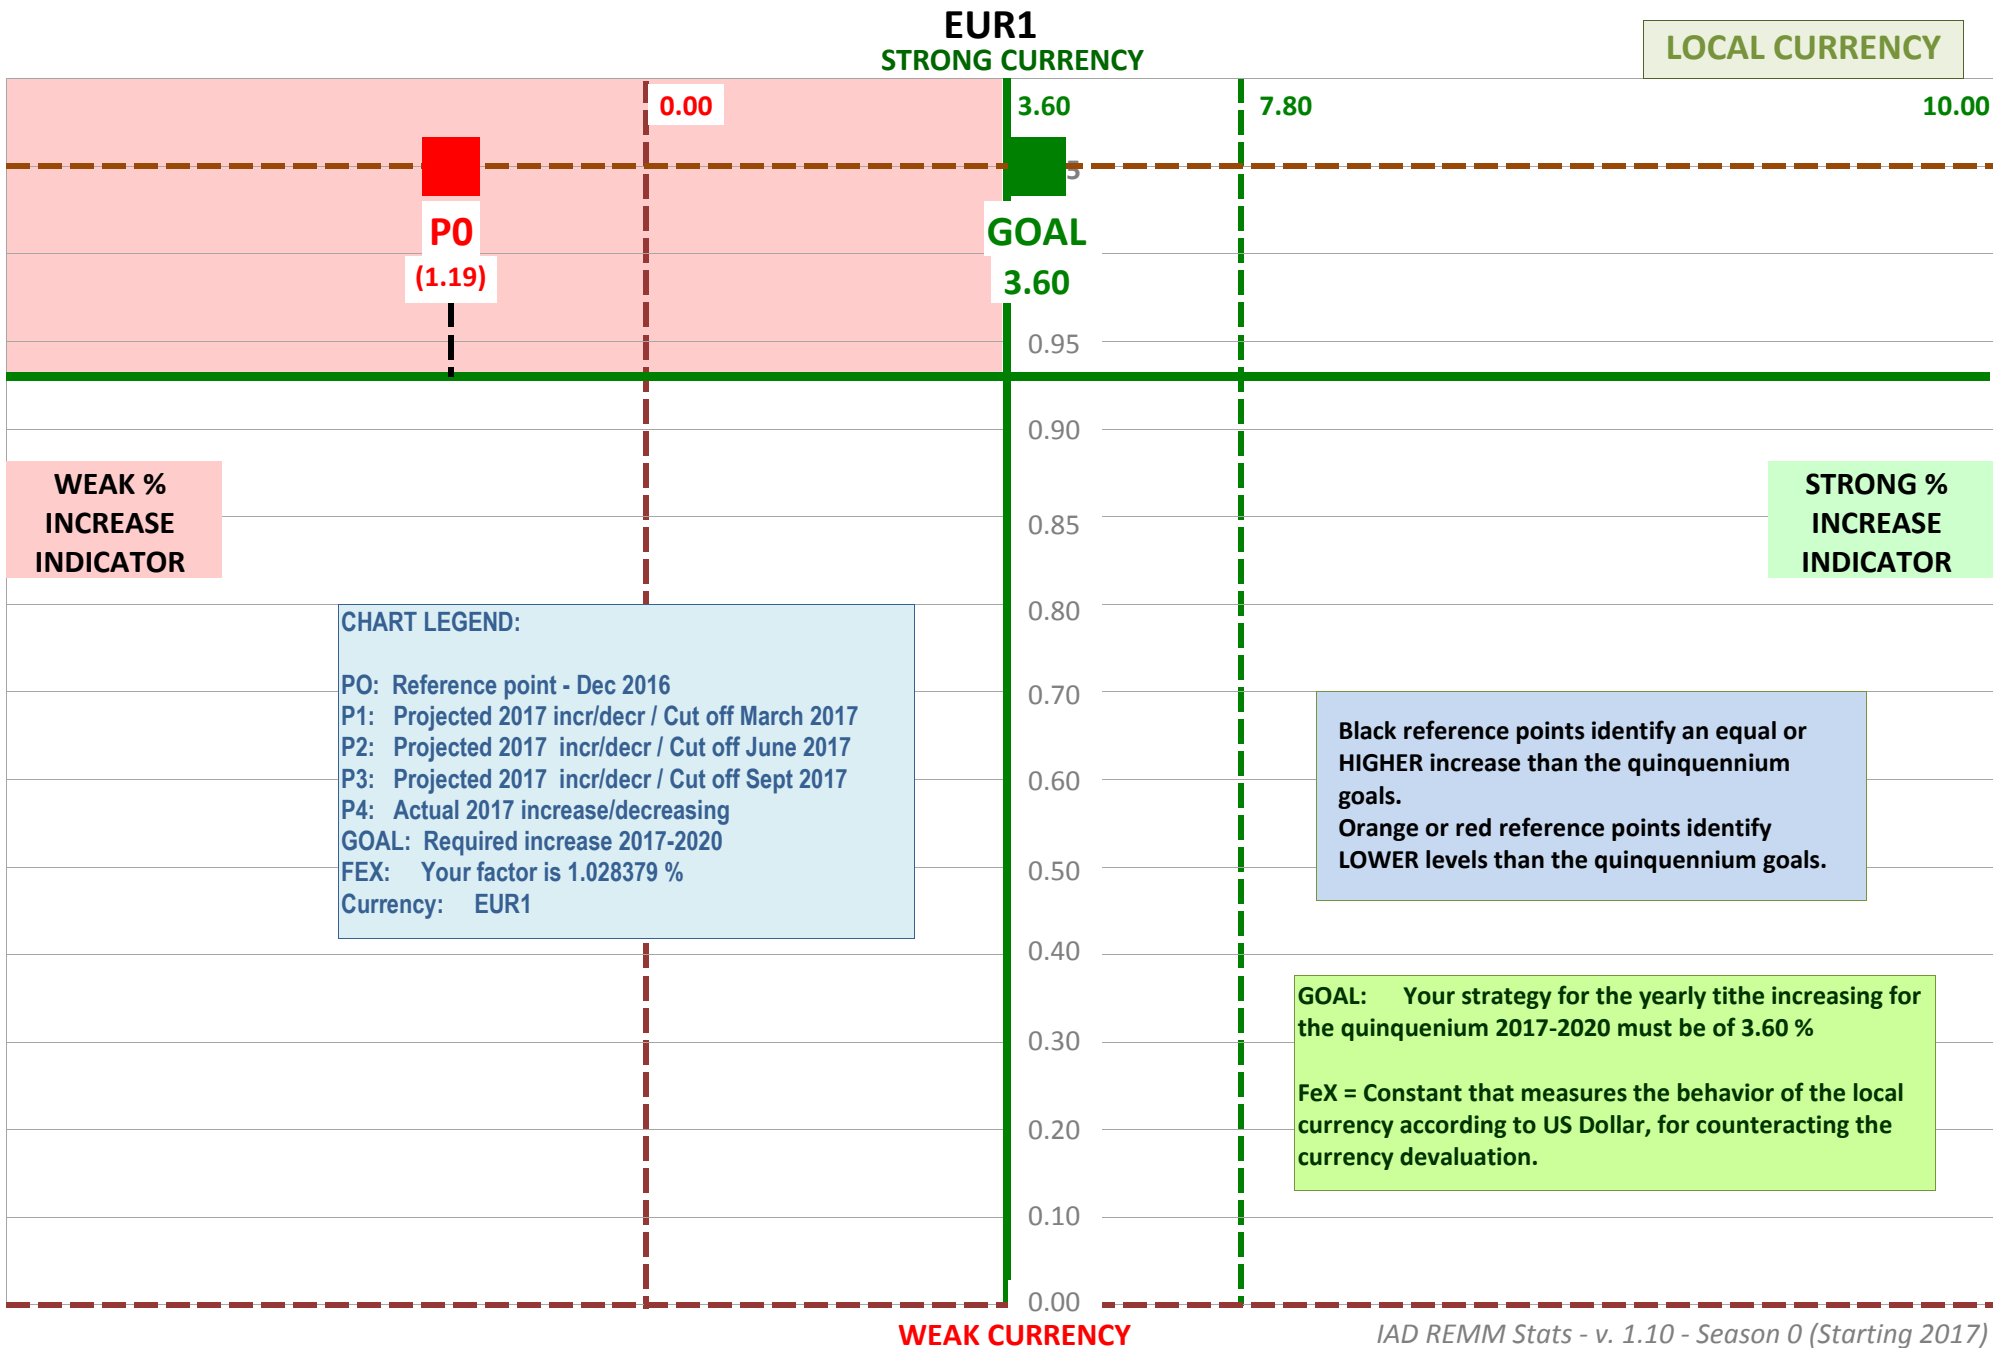 EUR1
STRONG CURRENCY
LOCAL CURRENCY
0.00
3.60
7.80
10.00
5
P0
(1.19)
GOAL
3.60
0.95
0.90
WEAK %
INCREASE
INDICATOR
0.85
STRONG %
INCREASE
INDICATOR
0.80
CHART LEGEND:
PO: Reference point - Dec 2016
P1: Projected 2017 incr/decr / Cut off March 2017
P2: Projected 2017 incr/decr / Cut off June 2017
P3: Projected 2017 incr/decr / Cut off Sept 2017
P4: Actual 2017 increase/decreasing
GOAL: Required increase 2017-2020
FEX: Your factor is 1.028379 %
Currency: EUR1
0.70
0.60
0.50
0.40
0.30
0.20
0.10
0.00
Black reference points identify an equal or
HIGHER increase than the quinquennium
goals.
Orange or red reference points identify
LOWER levels than the quinquennium goals.
GOAL: Your strategy for the yearly tithe increasing for
the quinquenium 2017-2020 must be of 3.60 %
FeX = Constant that measures the behavior of the local
currency according to US Dollar, for counteracting the
currency devaluation.
WEAK CURRENCY
IAD REMM Stats - v. 1.10 - Season 0 (Starting 2017)